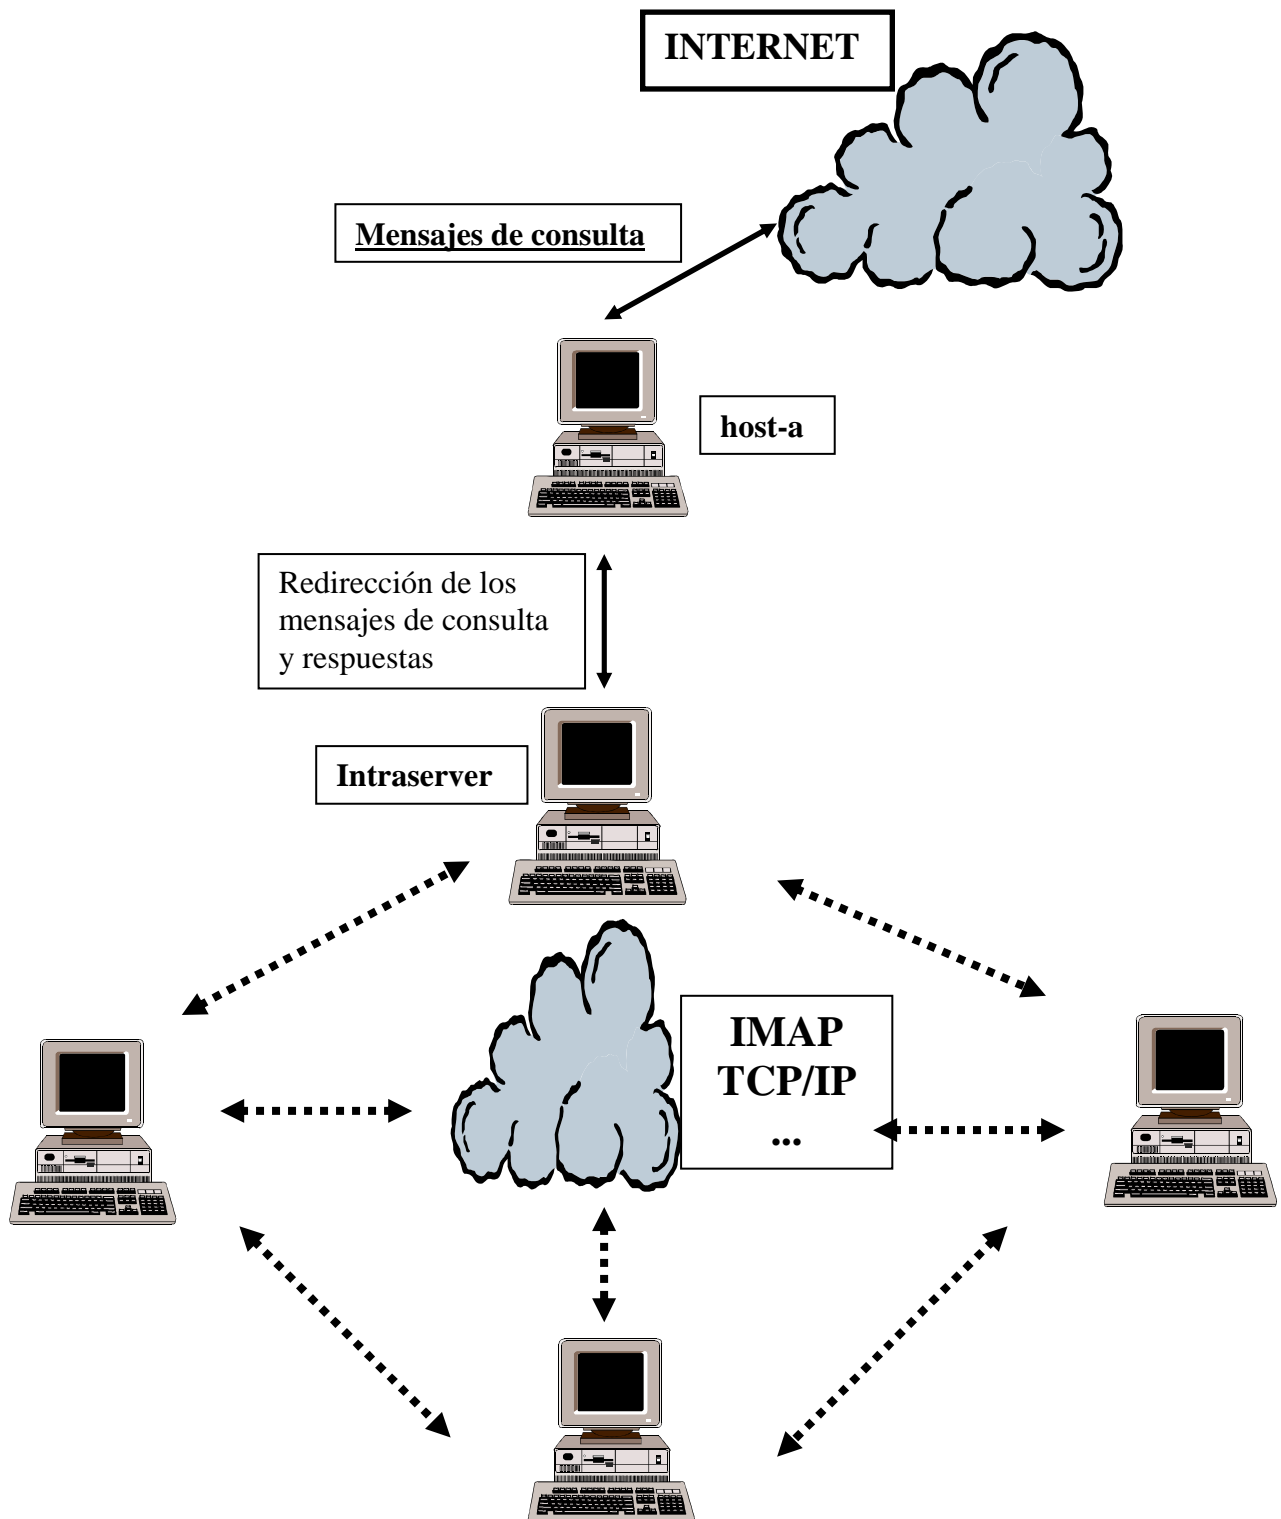 INTERNET
Mensajes de consulta
host-a
Redirección de los
mensajes de consulta
y respuestas
Intraserver
IMAP
TCP/IP
...